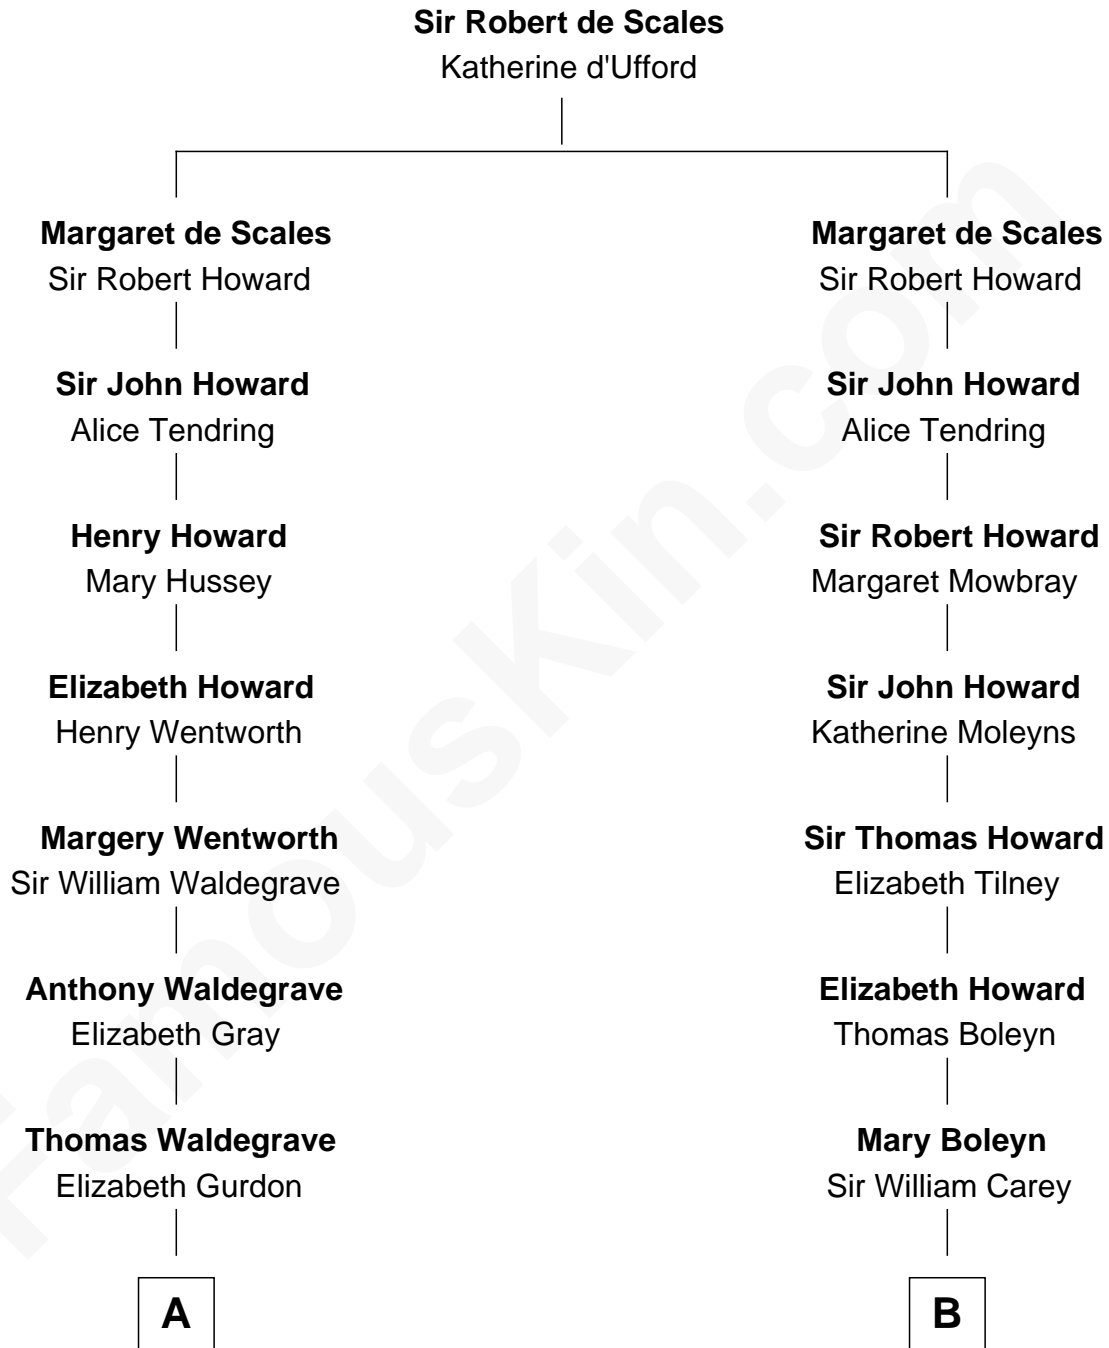 Sir Robert de Scales
Katherine d'Ufford
Margaret de Scales
Sir Robert Howard
Margaret de Scales
Sir Robert Howard
Sir John Howard
Alice Tendring
Sir John Howard
Alice Tendring
Henry Howard
Mary Hussey
Sir Robert Howard
Margaret Mowbray
Elizabeth Howard
Henry Wentworth
Sir John Howard
Katherine Moleyns
Margery Wentworth
Sir William Waldegrave
Sir Thomas Howard
Elizabeth Tilney
Anthony Waldegrave
Elizabeth Gray
Elizabeth Howard
Thomas Boleyn
Thomas Waldegrave
Elizabeth Gurdon
Mary Boleyn
Sir William Carey
A
B
FamousKin.com